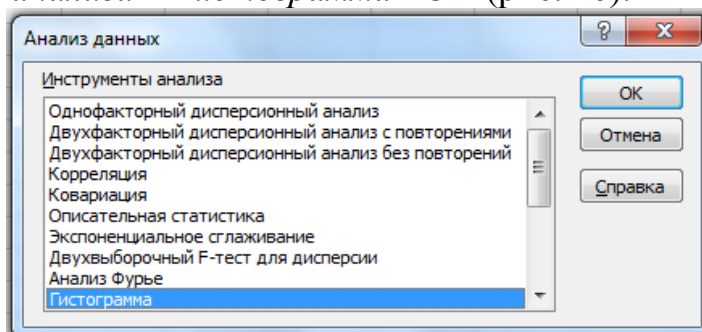 Анализ данных
Инструменты анализа
Однофакторный дисперсионный анализ
Двухфакторный дисперсионный анализ с повторениями
Двухфакторный дисперсионный анализ без повторений
Корреляция
Ковариация
Описательная статистика
Экспоненциальное сглаживание
Двухвыборочный F-тест для дисперсии
Анализ Фурье
Гистограмма
OK
Отмена
Справка